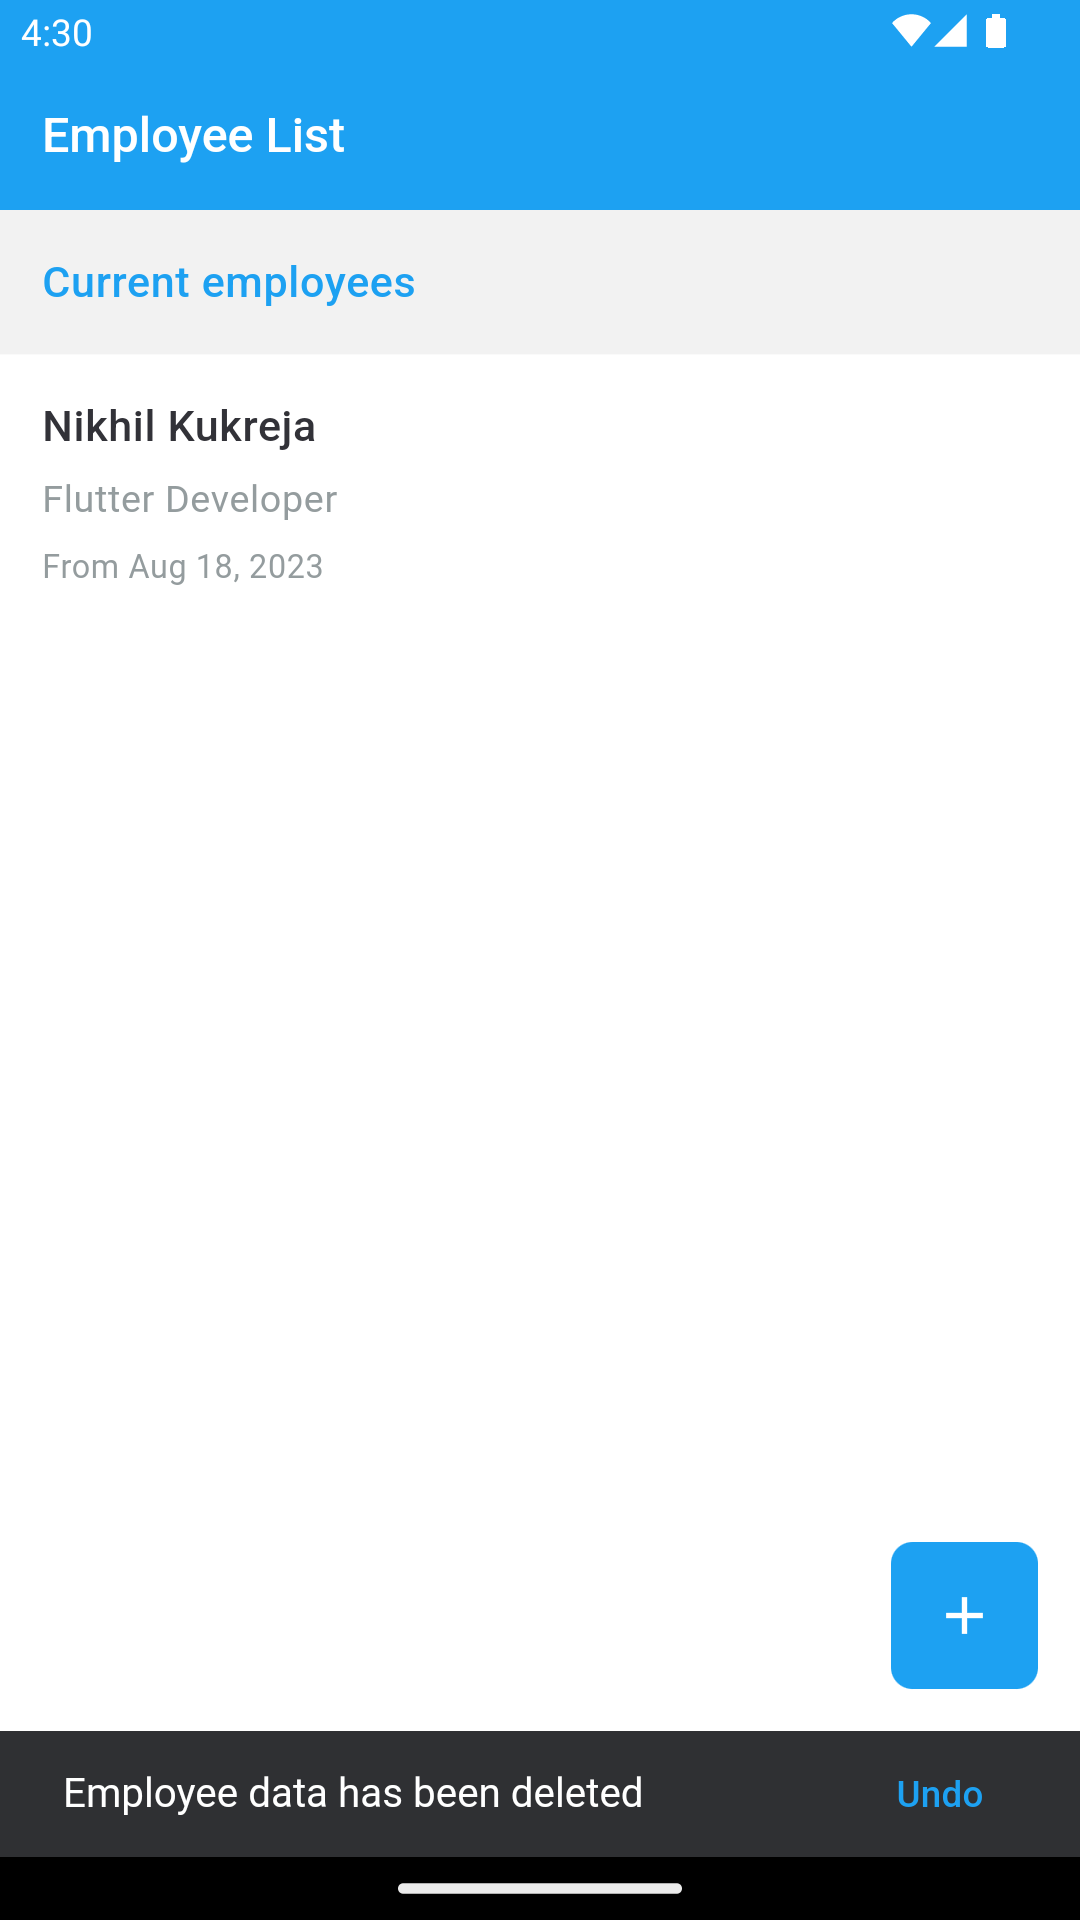 4:30
Employee List
Current employees
Nikhil Kukreja
Flutter Developer
From Aug 18, 2023
Employee data has been deleted
Undo